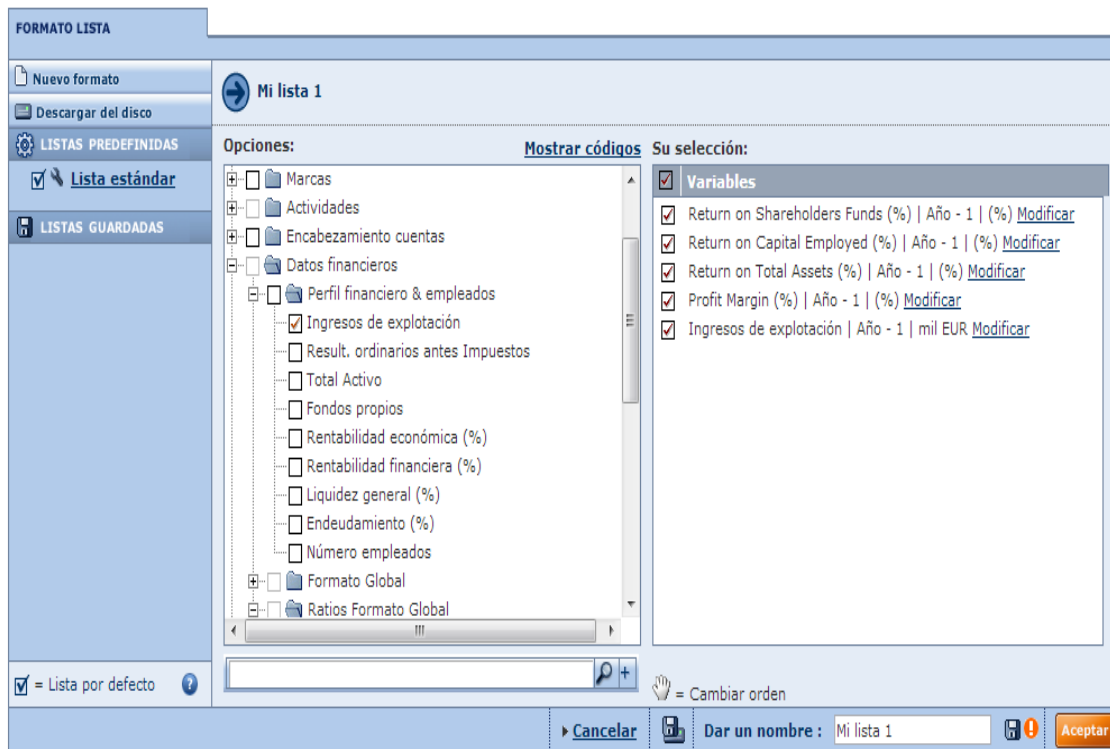 FORMATO LISTA
Nuevo formato
Descargar del disco
LISTAS PREDEFINIDAS
Lista estándar
LISTAS GUARDADAS
= Lista por defecto
?
Mi lista 1
Opciones:
Mostrar códigos
Marcas
Actividades
Encabezamiento cuentas
Datos financieros
Perfil financiero & empleados
Ingresos de explotación
Result. ordinarios antes Impuestos
Total Activo
Fondos propios
Rentabilidad económica (%)
Rentabilidad financiera (%)
Liquidez general (%)
Endeudamiento (%)
Número empleados
Formato Global
Ratios Formato Global
Su selección:
Variables
Return on Shareholders Funds (%) | Año - 1 | (%) Modificar
Return on Capital Employed (%) | Año - 1 | (%) Modificar
Return on Total Assets (%) | Año - 1 | (%) Modificar
Profit Margin (%) | Año - 1 | (%) Modificar
Ingresos de explotación | Año - 1 | mil EUR Modificar
= Cambiar orden
Cancelar
Dar un nombre :
Mi lista 1
Aceptar